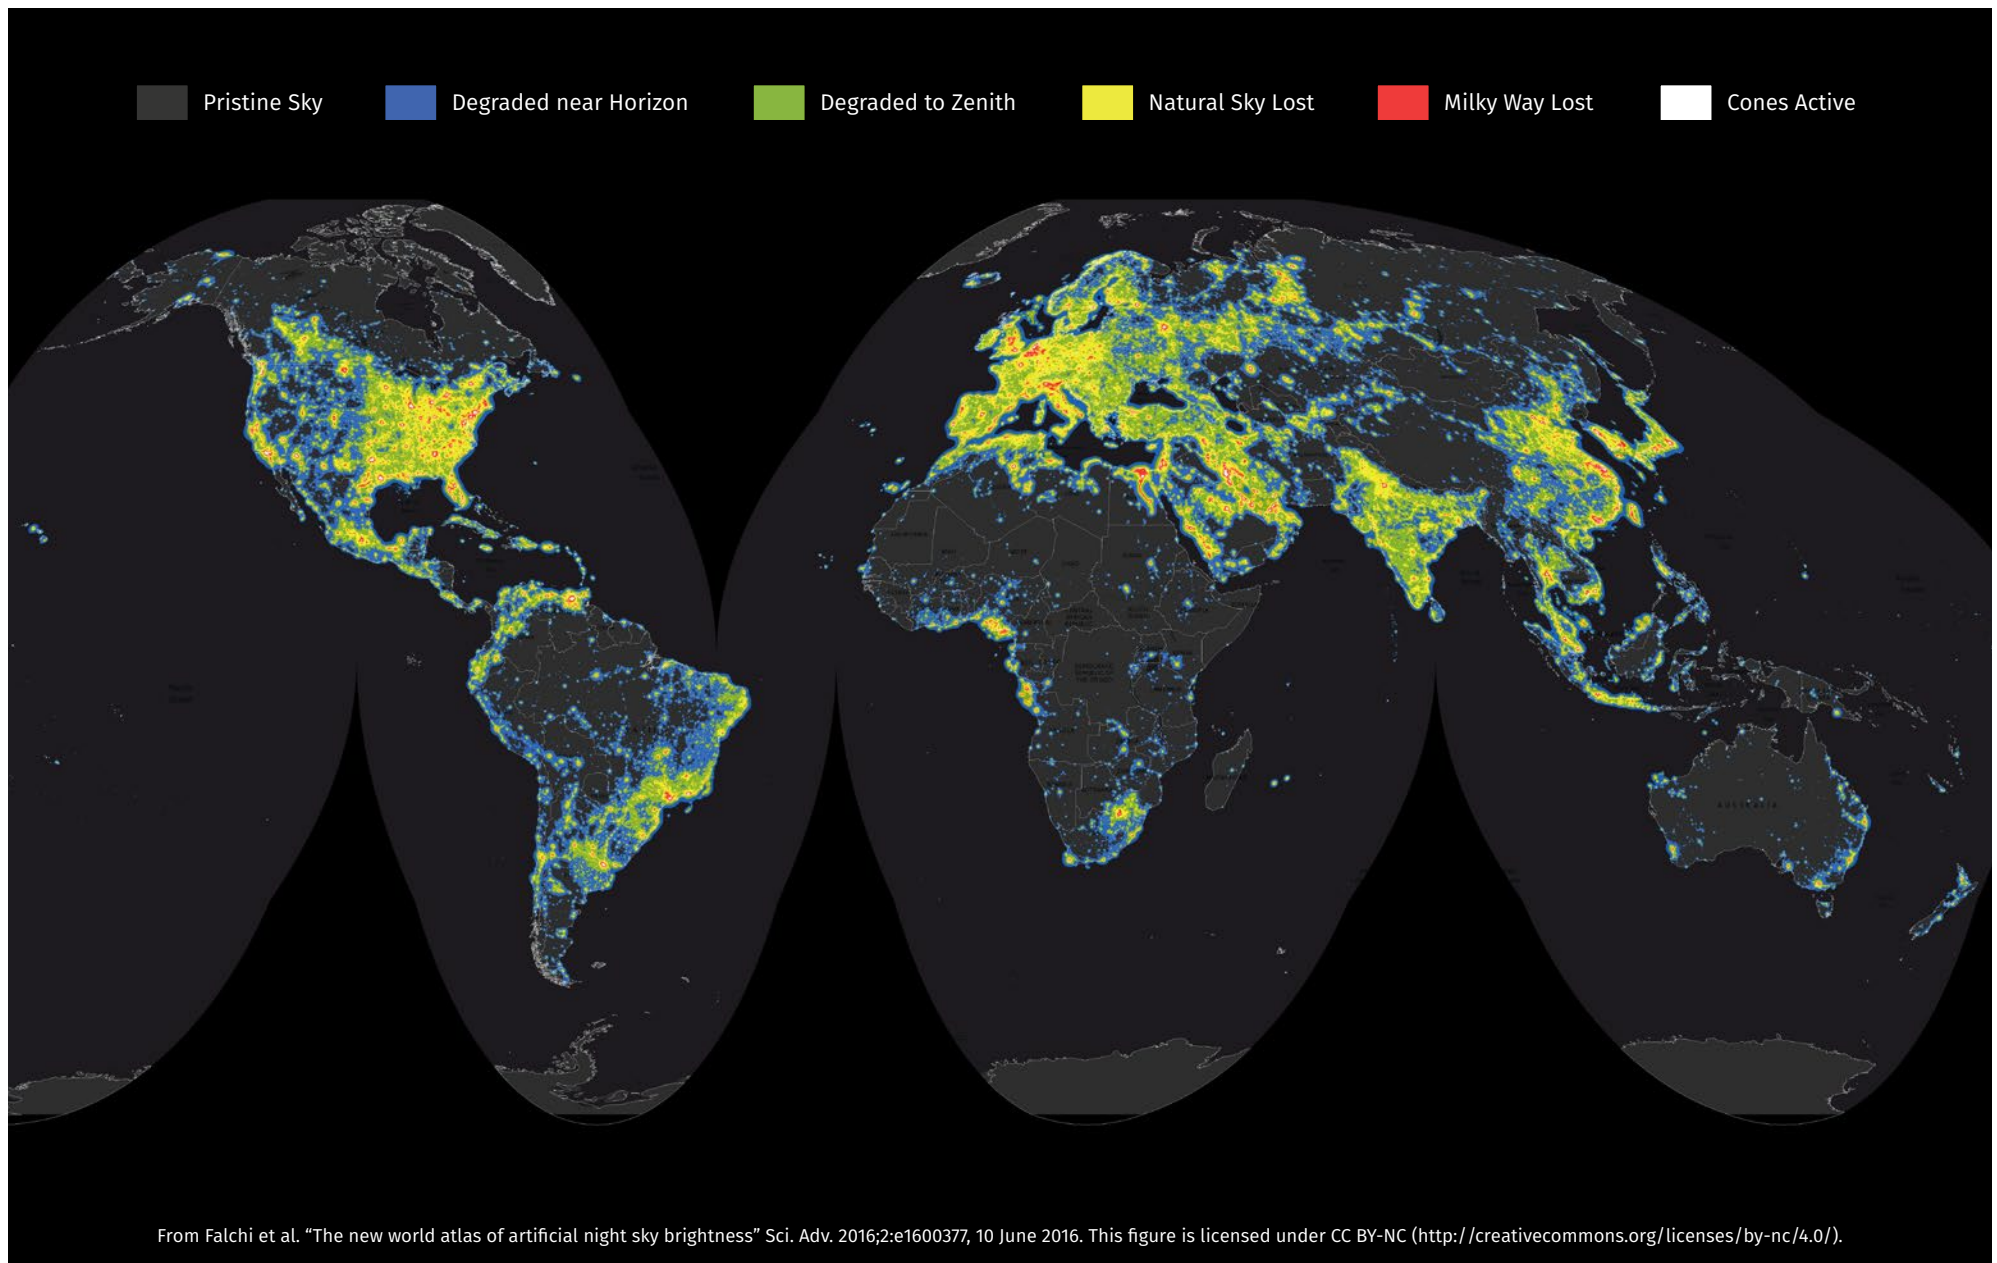 Pristine Sky
Degraded near Horizon
Degraded to Zenith
Natural Sky Lost
Milky Way Lost
Cones Active
AUSTRALIA
From Falchi et al. “The new world atlas of artificial night sky brightness” Sci. Adv. 2016;2:e1600377, 10 June 2016. This figure is licensed under CC BY-NC (http://creativecommons.org/licenses/by-nc/4.0/).